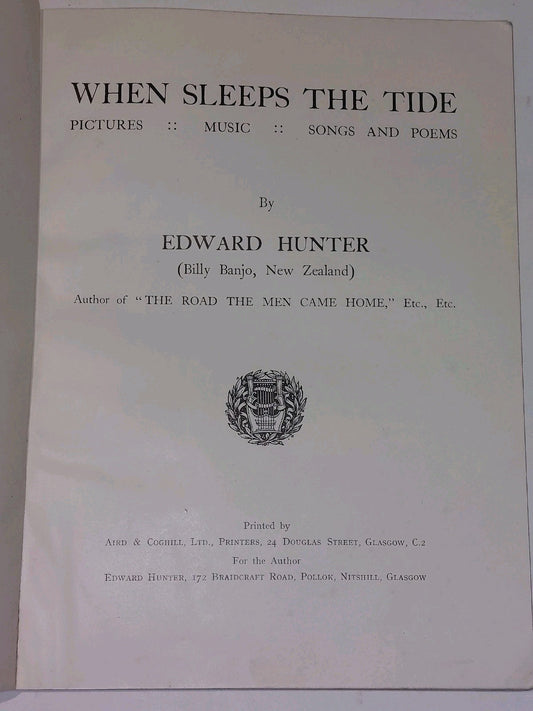 WHEN SLEEPS THE TIDE
PICTURES :: MUSIC :: SONGS AND POEMS
By
EDWARD HUNTER
(Billy Banjo, New Zealand)
Author of "THE ROAD THE MEN CAME HOME," Etc., Etc.
Printed by
AIRD & COGHILL, LTD., PRINTERS, 24 DOUGLAS STREET, GLASGOW, C.2
For the Author
EDWARD HUNTER, 172 BRAIDCRAFT ROAD, POLLOK, NITSHILL, GLASGOW